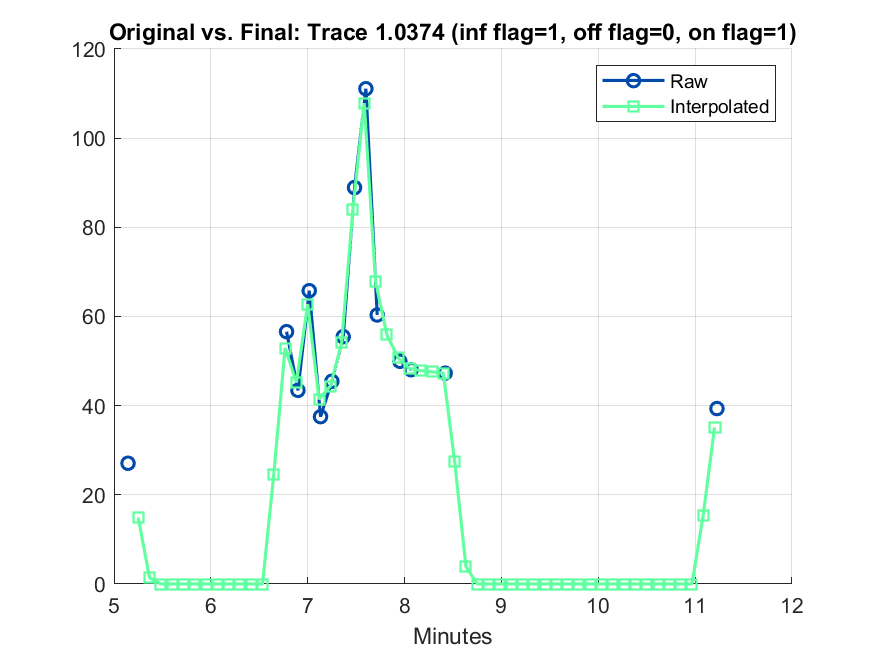 Original vs. Final: Trace 1.0374 (inf flag=1, off flag=0, on flag=1)
120
100
80
60
40
20
0
Raw
Interpolated
5 6 7 8 9 10 11 12
Minutes